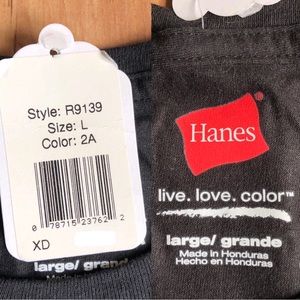 Style: R9139
Size: L
Color: 2A
0 78715 23762 2
XD
large/ grand
Hanes
live. love. color™
large/ grande
Made in Honduras
Hecho en Honduras